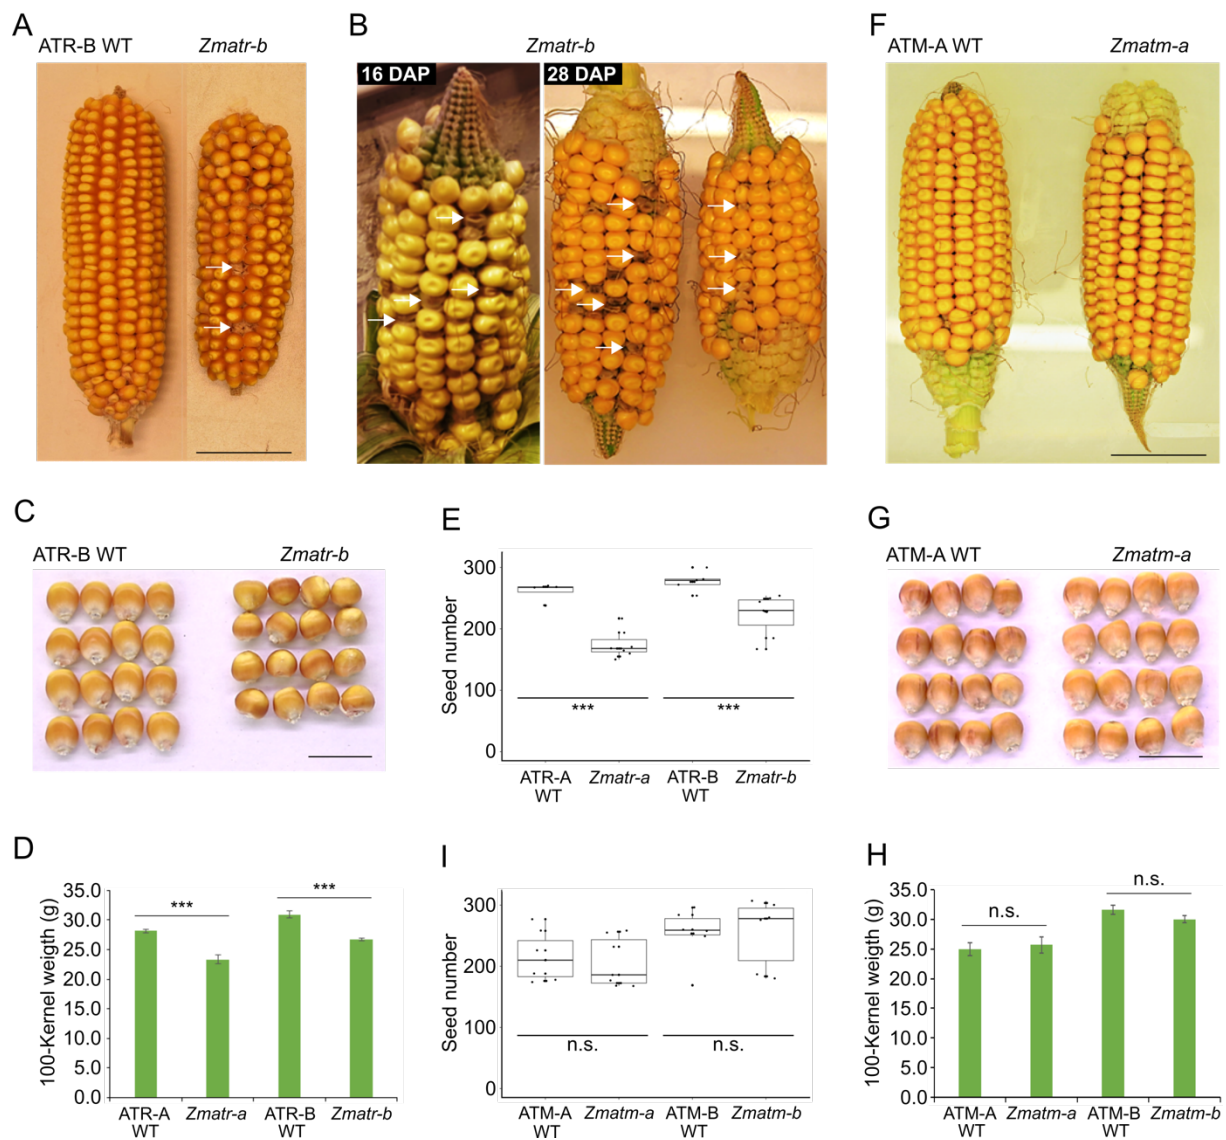 A
ATR-B WT
Zmatr-b
B
Zmatr-b
16 DAP
28 DAP
F
ATM-A WT
Zmatm-a
C
ATR-B WT
Zmatr-b
E
Seed number
300
200
100
0
***
***
ATR-A
WT
Zmatr-a
ATR-B
WT
Zmatr-b
G
ATM-A WT
Zmatm-a
D
100-Kernel weigth (g)
35.0
30.0
25.0
20.0
15.0
10.0
5.0
0.0
***
***
ATR-A
WT
Zmatr-a
ATR-B
WT
Zmatr-b
I
Seed number
300
200
100
0
n.s.
n.s.
ATM-A
WT
Zmatm-a
ATM-B
WT
Zmatm-b
H
100-Kernel weigth (g)
35.0
30.0
25.0
20.0
15.0
10.0
5.0
0.0
n.s.
n.s.
ATM-A
WT
Zmatm-a
ATM-B
WT
Zmatm-b